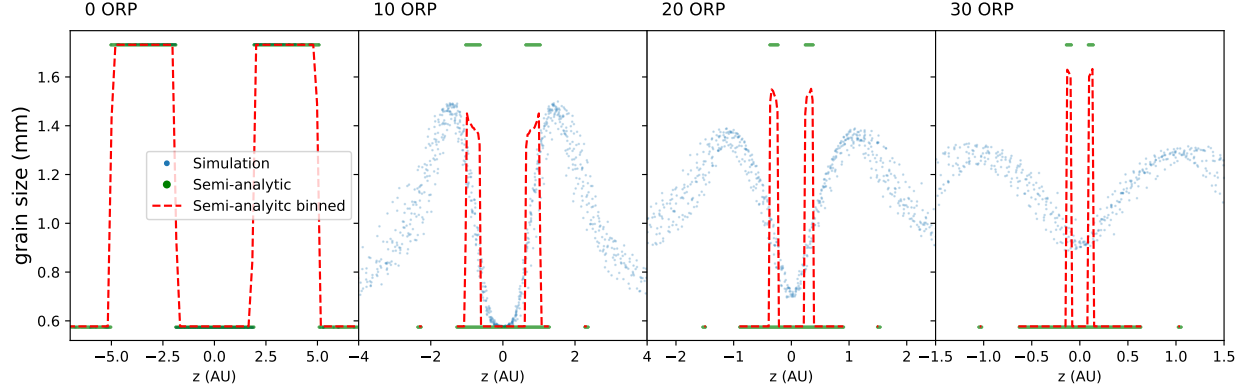 0 ORP
10 ORP
20 ORP
30 ORP
grain size (mm)
1.6
1.4
1.2
1.0
0.8
0.6
Simulation
Semi-analytic
Semi-analyitc binned
−5.0 −2.5 0.0 2.5 5.0 −4 −2 0 2 4 −2 −1 0 1 2 −1.5 −1.0 −0.5 0.0 0.5 1.0 1.5
z (AU) z (AU) z (AU) z (AU)